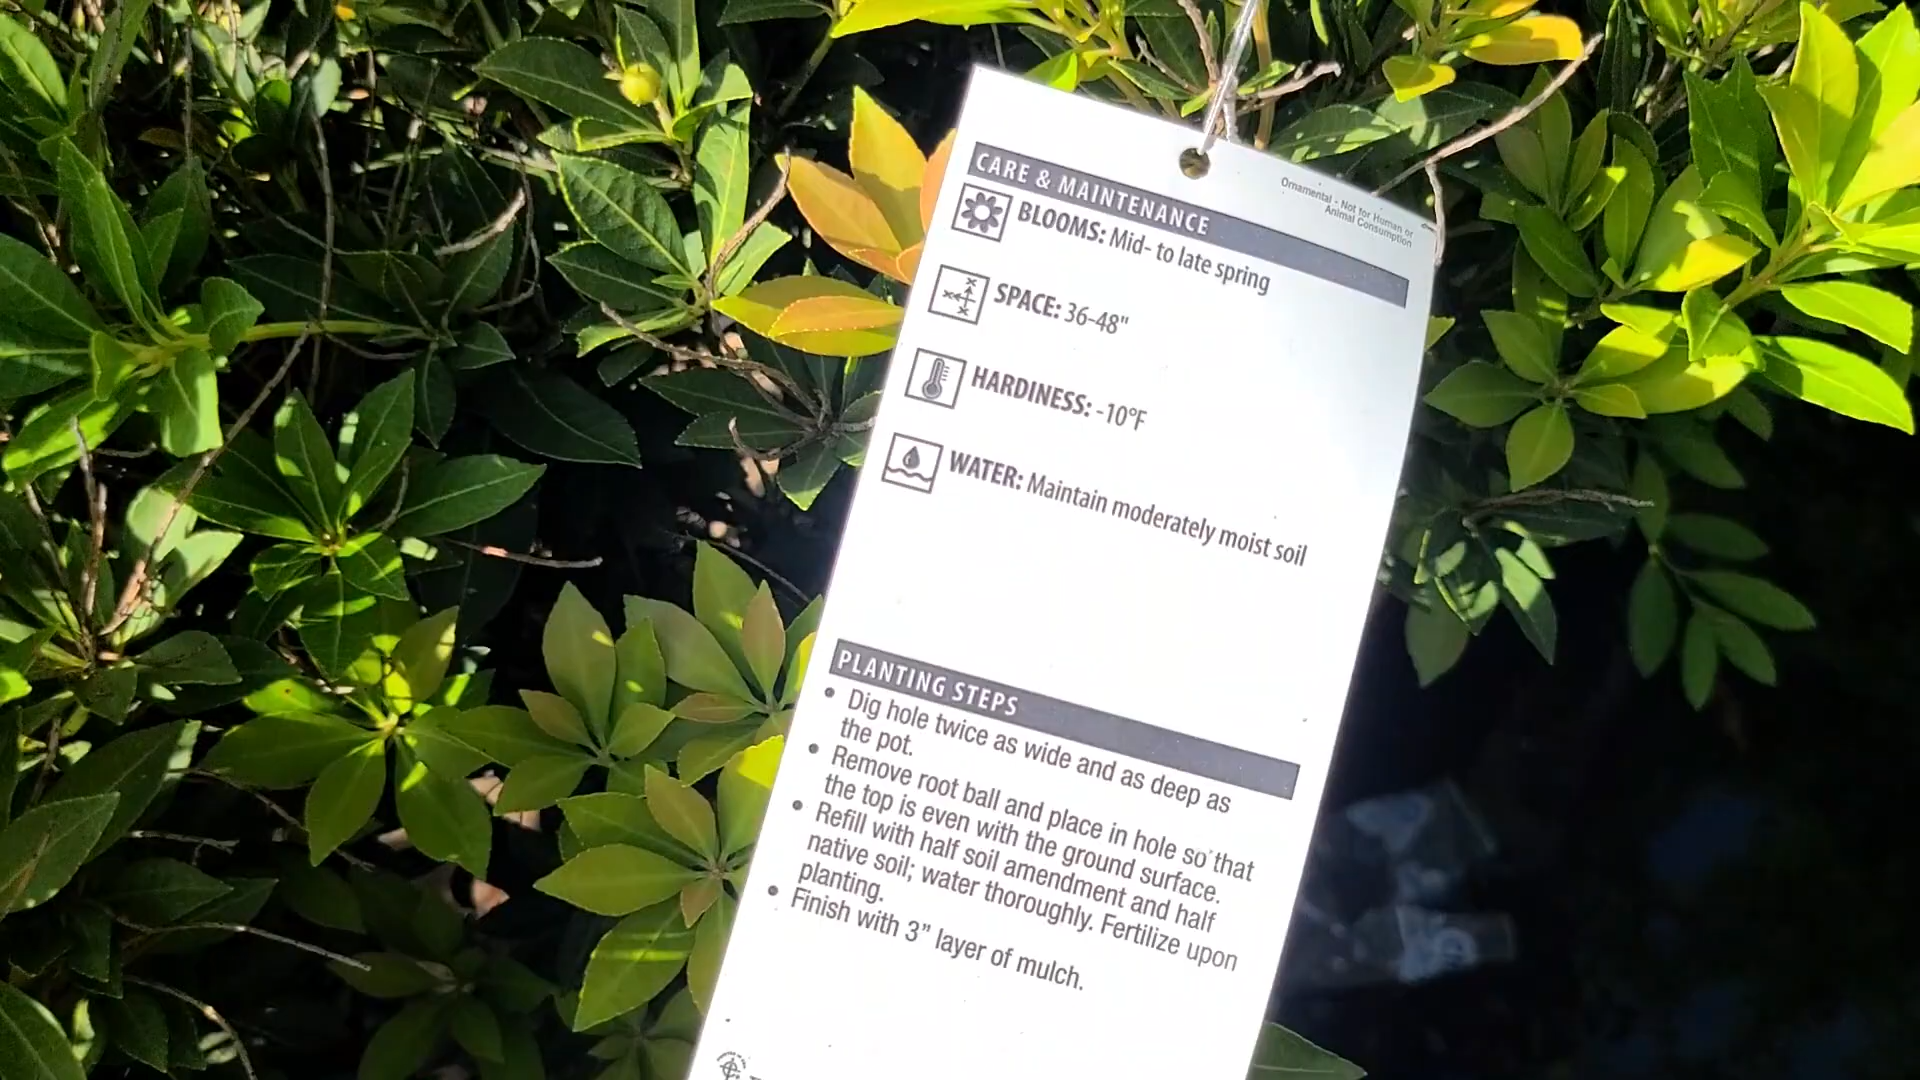 CARE & MAINTENANCE
Ornamental - Not for Human or
Animal Consumption
BLOOMS: Mid- to late spring
SPACE: 36-48"
HARDINESS: -10°F
WATER: Maintain moderately moist soil
PLANTING STEPS
• Dig hole twice as wide and as deep as
the pot.
• Remove root ball and place in hole so that
the top is even with the ground surface.
• Refill with half soil amendment and half
native soil; water thoroughly. Fertilize upon
planting.
• Finish with 3” layer of mulch.